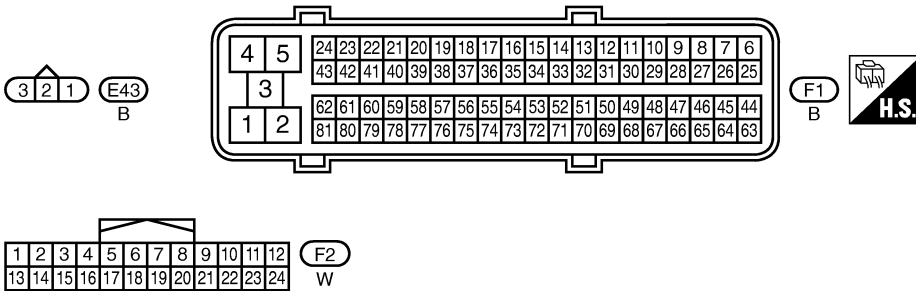 4 5
24 23 22 21 20 19 18 17 16 15 14 13 12 11 10 9 8 7 6
43 42 41 40 39 38 37 36 35 34 33 32 31 30 29 28 27 26 25
3
3 2 1 E43
B
F1
B
H.S.
1 2
62 61 60 59 58 57 56 55 54 53 52 51 50 49 48 47 46 45 44
81 80 79 78 77 76 75 74 73 72 71 70 69 68 67 66 65 64 63
1 2 3 4 5 6 7 8 9 10 11 12
13 14 15 16 17 18 19 20 21 22 23 24
F2
W